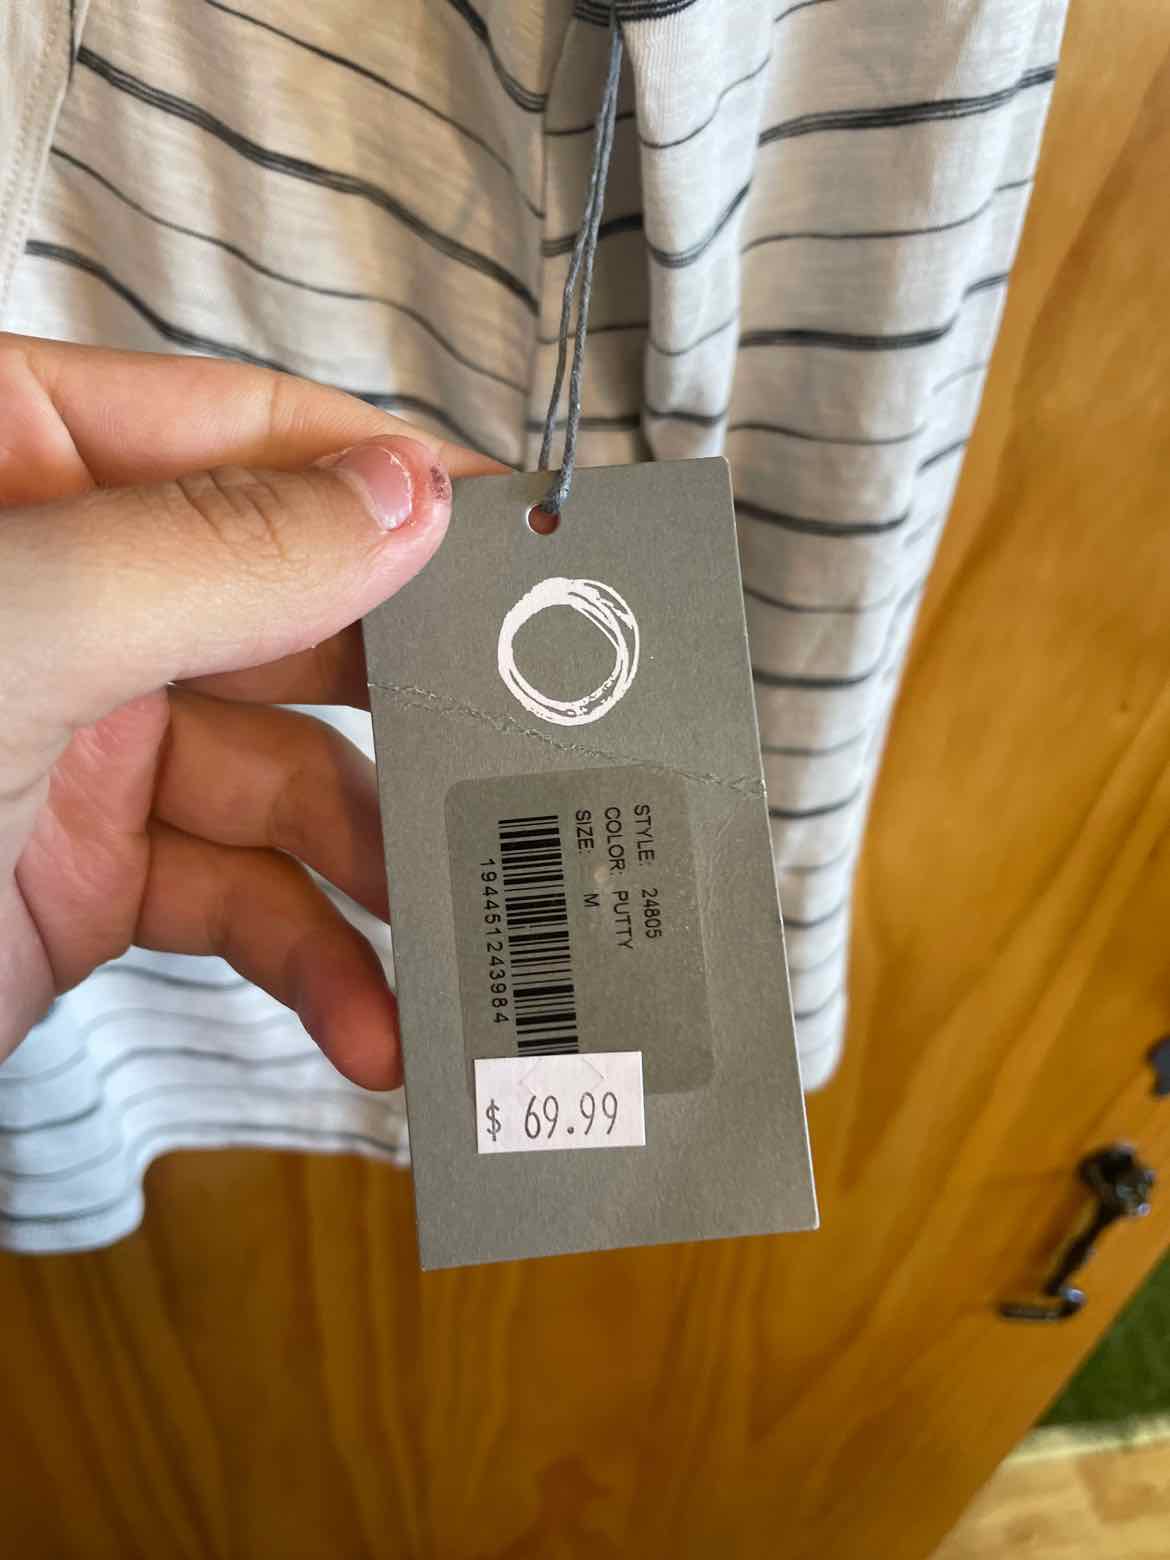 STYLE: 24805
COLOR: PUTTY
SIZE: M
194451243984
$ 69.99